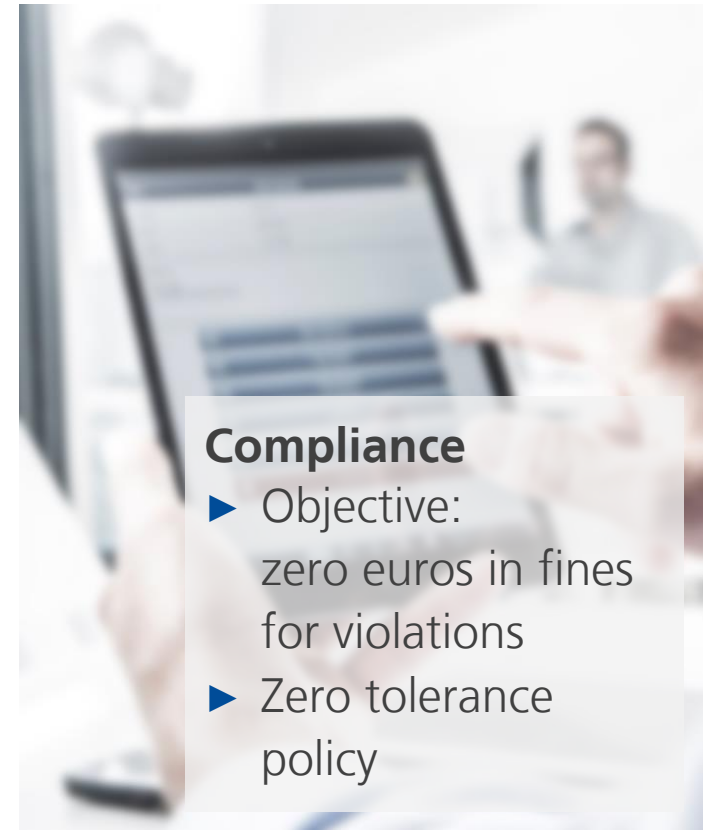 Compliance
► Objective:
zero euros in fines
for violations
► Zero tolerance
policy